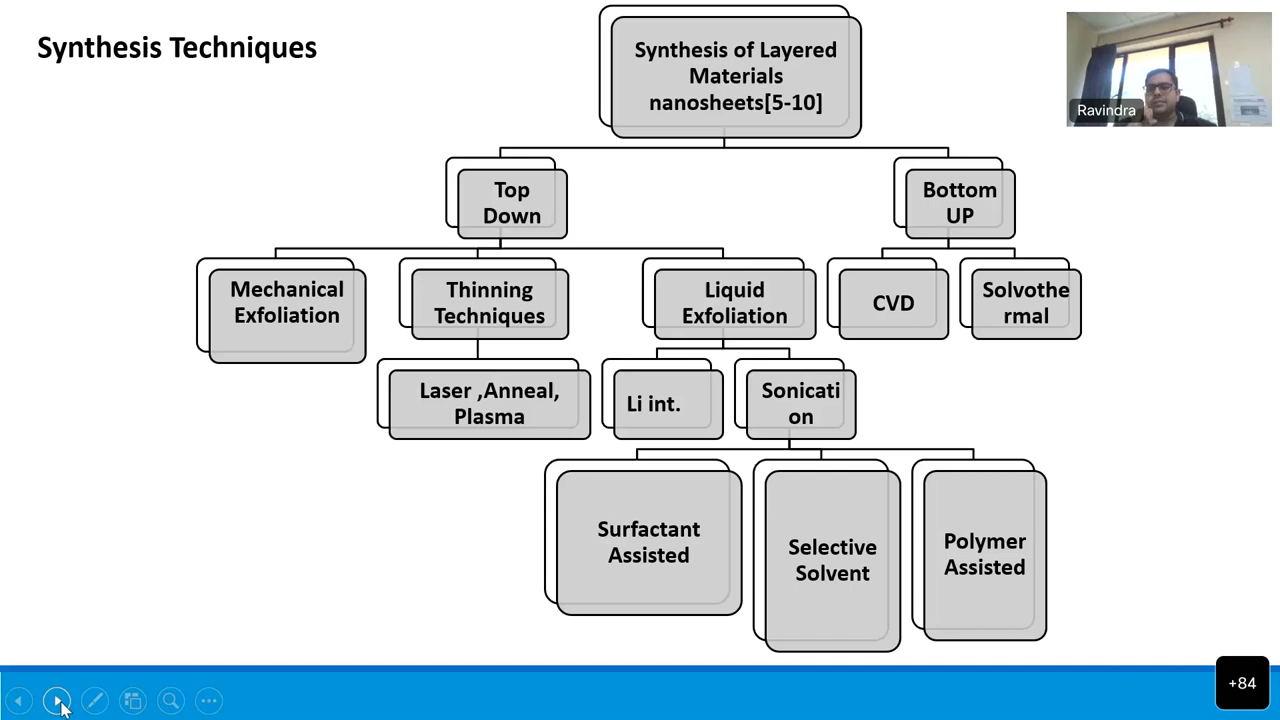 Synthesis Techniques
Synthesis of Layered
Materials
nanosheets[5-10]
Ravindra
Top
Down
Bottom
UP
Mechanical
Exfoliation
Thinning
Techniques
Liquid
Exfoliation
CVD
Solvothe
rmal
Laser ,Anneal,
Plasma
Li int.
Sonicati
on
Surfactant
Assisted
Selective
Solvent
Polymer
Assisted
+84